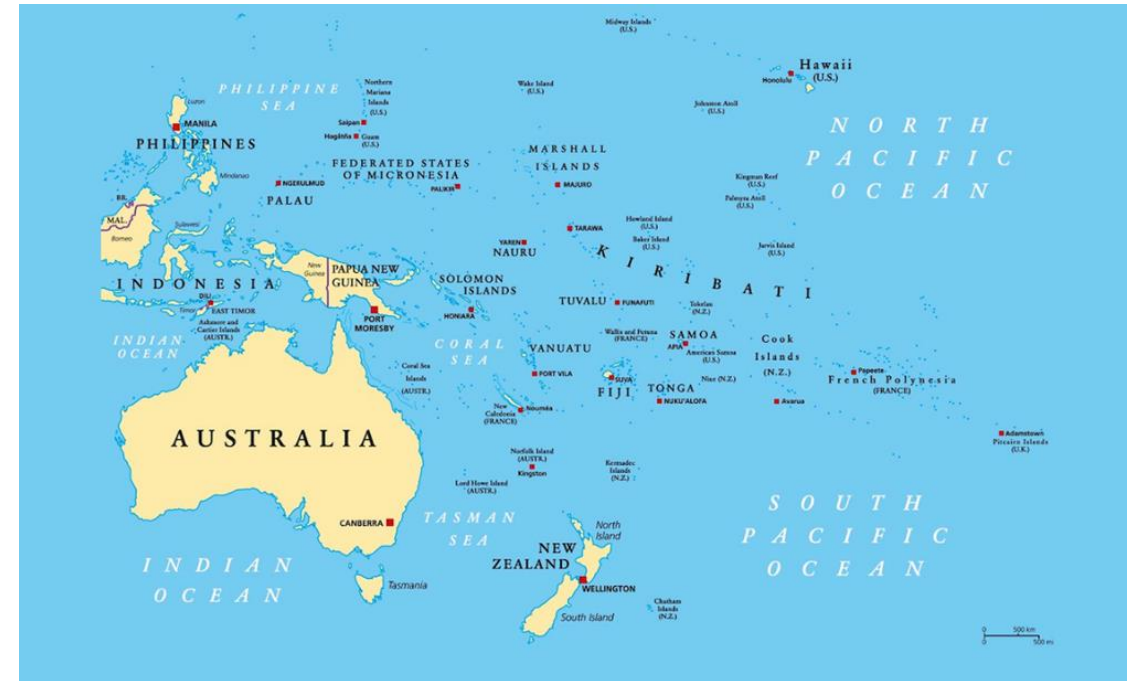 Midway Islands
(U.S.)
Hawaii
(U.S.)
Honolulu
PHILIPPINE
SEA
Northern
Mariana
Islands
(U.S.)
Wake Island
(U.S.)
Johnston Atoll
(U.S.)
Luzon
MANILA
PHILIPPINES
Saipan
Hagåtña
Guam
(U.S.)
NORTH
PACIFIC
OCEAN
MARSHALL
ISLANDS
FEDERATED STATES
OF MICRONESIA
Mindanao
NGERULMUD
PALIKIR
MAJURO
Kingman Reef
(U.S.)
Palmyra Atoll
(U.S.)
PALAU
BR.
MAL.
Borneo
Sulawesi
TARAWA
Howland Island
(U.S.)
Baker Island
(U.S.)
Jarvis Island
(U.S.)
YAREN
NAURU
KIRIBATI
New
Guinea
PAPUA NEW
GUINEA
SOLOMON
ISLANDS
INDONESIA
DILI
Timor
EAST TIMOR
TUVALU
FUNAFUTI
Tokelau
(N.Z.)
HONIARA
PORT
MORESBY
Ashmore and
Cartier Islands
(AUSTR.)
INDIAN
OCEAN
CORAL
SEA
Wallis and Futuna
(FRANCE)
SAMOA
APIA
American Samoa
(U.S.)
Cook
Islands
(N.Z.)
VANUATU
PORT VILA
Coral Sea
Islands
(AUSTR.)
SUVA
FIJI
Niue (N.Z.)
TONGA
NUKU'ALOFA
Avarua
Papeete
French Polynesia
(FRANCE)
New
Caledonia
(FRANCE)
Nouméa
AUSTRALIA
Adamstown
Pitcairn Islands
(U.K.)
Norfolk Island
(AUSTR.)
Kingston
Kermadec
Islands
(N.Z.)
Lord Howe Island
(AUSTR.)
SOUTH
PACIFIC
OCEAN
CANBERRA
TASMAN
SEA
North
Island
NEW
ZEALAND
WELLINGTON
INDIAN
OCEAN
Tasmania
South Island
Chatham
Islands
(N.Z.)
0 500 km
0 500 mi